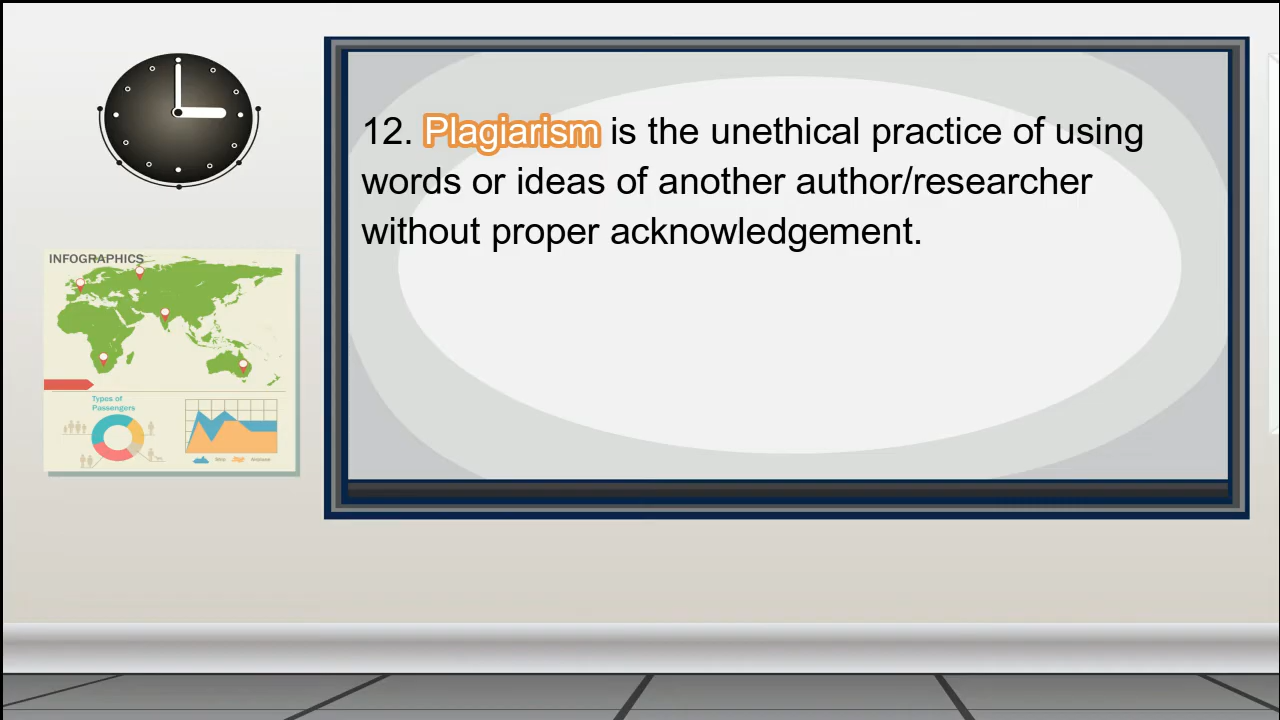 12. Plagiarism is the unethical practice of using
words or ideas of another author/researcher
without proper acknowledgement.
INFOGRAPHICS
Types of
Passengers